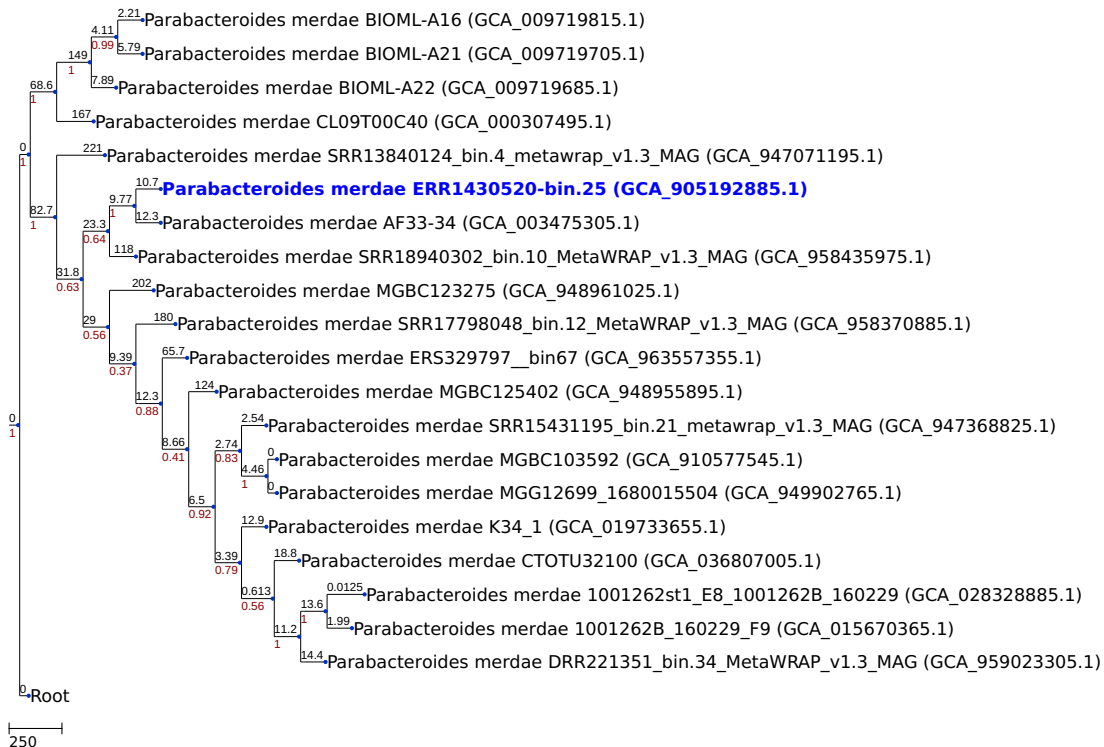 2.21 Parabacteroides merdae BIOML-A16 (GCA_009719815.1)
4.11
0.99 5.79 Parabacteroides merdae BIOML-A21 (GCA_009719705.1)
149
1
7.89 Parabacteroides merdae BIOML-A22 (GCA_009719685.1)
68.6
1
167 Parabacteroides merdae CL09T00C40 (GCA_000307495.1)
0
1
221 Parabacteroides merdae SRR13840124_bin.4_metawrap_v1.3_MAG (GCA_947071195.1)
10.7 Parabacteroides merdae ERR1430520-bin.25 (GCA_905192885.1)
9.77
1
82.7
1
12.3 Parabacteroides merdae AF33-34 (GCA_003475305.1)
23.3
0.64
118 Parabacteroides merdae SRR18940302_bin.10_MetaWRAP_v1.3_MAG (GCA_958435975.1)
31.8
0.63
202 Parabacteroides merdae MGBC123275 (GCA_948961025.1)
29
0.56
180 Parabacteroides merdae SRR17798048_bin.12_MetaWRAP_v1.3_MAG (GCA_958370885.1)
9.39
0.37
65.7 Parabacteroides merdae ERS329797__bin67 (GCA_963557355.1)
12.3
0.88
124 Parabacteroides merdae MGBC125402 (GCA_948955895.1)
0
1
2.54 Parabacteroides merdae SRR15431195_bin.21_metawrap_v1.3_MAG (GCA_947368825.1)
8.66
0.41
2.74
0.83
0 Parabacteroides merdae MGBC103592 (GCA_910577545.1)
4.46
1
0 Parabacteroides merdae MGG12699_1680015504 (GCA_949902765.1)
6.5
0.92
12.9 Parabacteroides merdae K34_1 (GCA_019733655.1)
3.39
0.79
18.8 Parabacteroides merdae CTOTU32100 (GCA_036807005.1)
0.613
0.56
0.0125 Parabacteroides merdae 1001262st1_E8_1001262B_160229 (GCA_028328885.1)
13.6
1
1.99 Parabacteroides merdae 1001262B_160229_F9 (GCA_015670365.1)
11.2
1
14.4 Parabacteroides merdae DRR221351_bin.34_MetaWRAP_v1.3_MAG (GCA_959023305.1)
0 Root
250